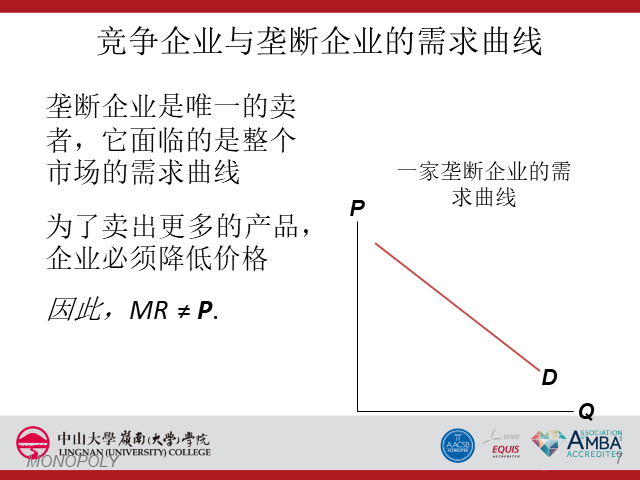 竞争企业与垄断企业的需求曲线
垄断企业是唯一的卖
者，它面临的是整个
市场的需求曲线
为了卖出更多的产品，
企业必须降低价格
因此，MR ≠ P.
一家垄断企业的需
求曲线
P
D
Q
中山大學嶺南(大學)學院
LINGNAN (UNIVERSITY) COLLEGE
MONOPOLY
AACSB
ACCREDITED
EFMD
EQUIS
ACCREDITED
ASSOCIATION
AMBA
ACCREDITED
7